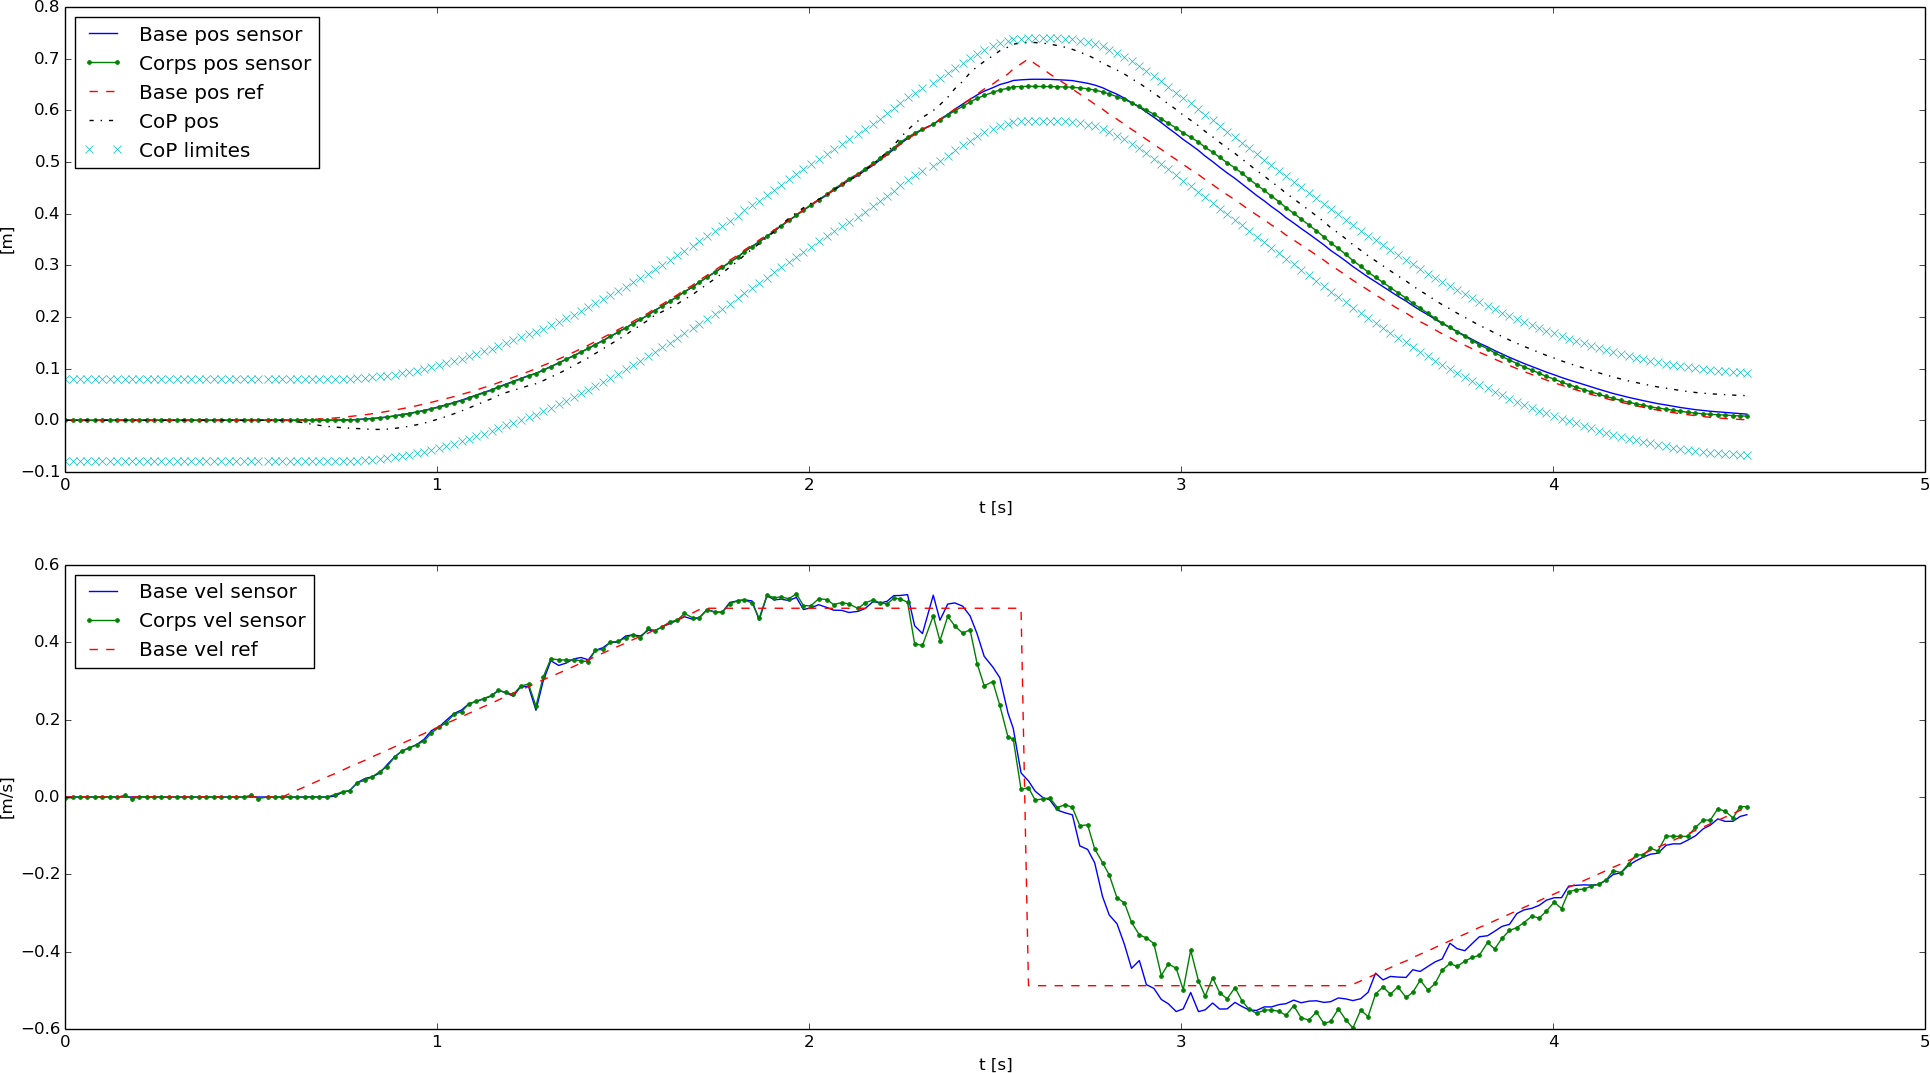 0.8
0.7
0.6
0.5
0.4
0.3
0.2
0.1
0.0
−0.1
[m]
Base pos sensor
Corps pos sensor
Base pos ref
CoP pos
CoP limites
0 1 2 3 4 5
t [s]
0.6
0.4
0.2
0.0
−0.2
−0.4
−0.6
[m/s]
Base vel sensor
Corps vel sensor
Base vel ref
0 1 2 3 4 5
t [s]